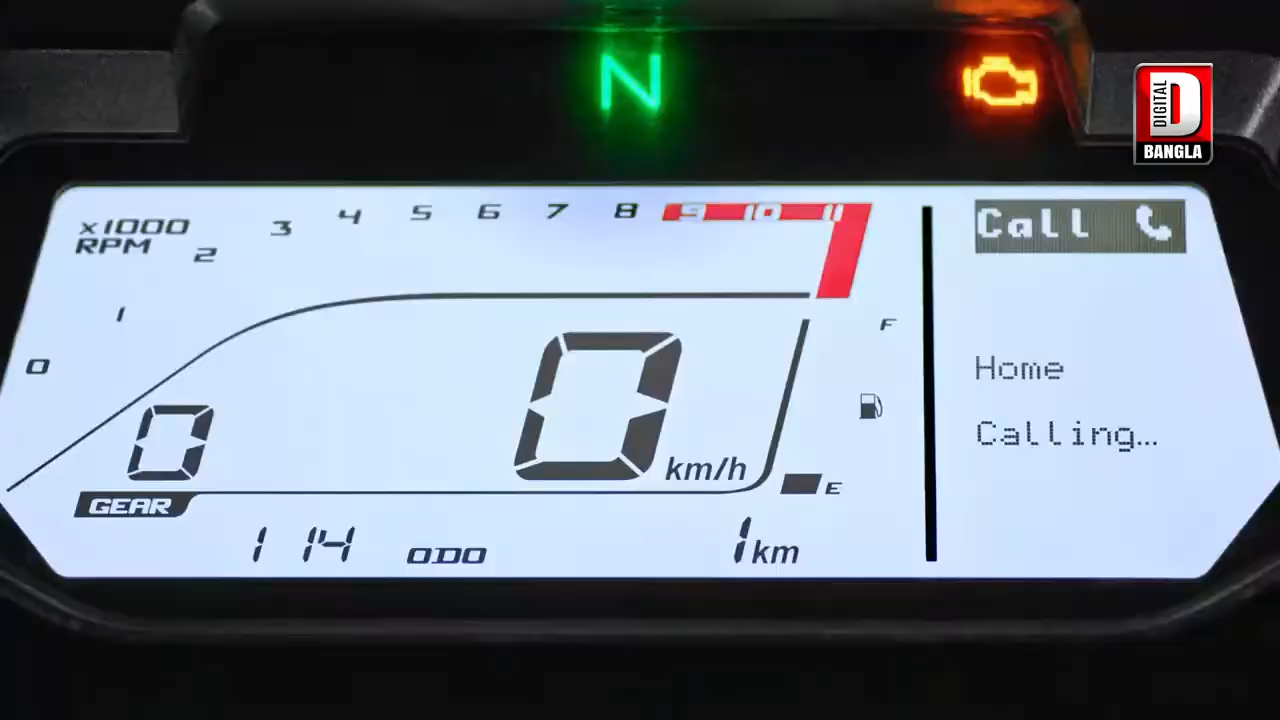 N
DIGITAL
D
BANGLA
x1000
RPM
0 1 2 3 4 5 6 7 8 9 10 11
Call
F
Home
0
0 km/h
Calling...
E
GEAR
1 14 ODO 1 km